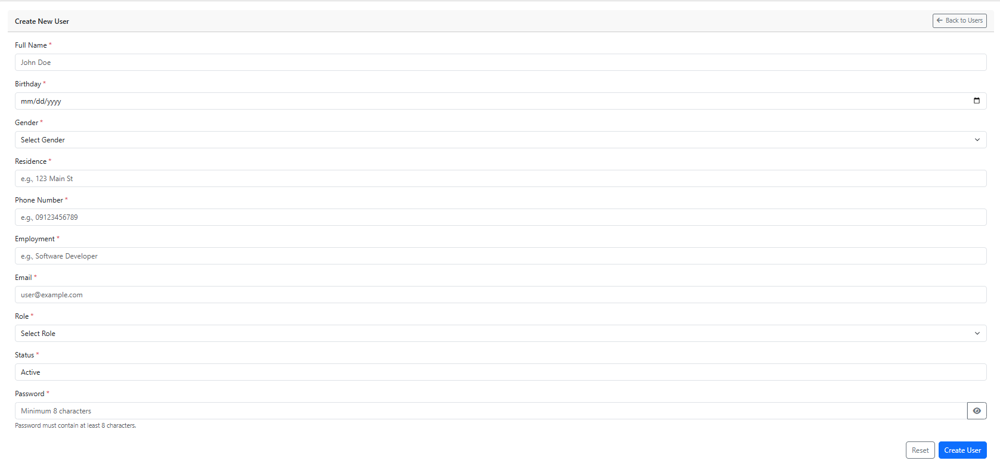 Create New User
← Back to Users
Full Name *
John Doe
Birthday *
mm/dd/yyyy
Gender *
Select Gender
Residence *
e.g., 123 Main St
Phone Number *
e.g., 09123456789
Employment *
e.g., Software Developer
Email *
user@example.com
Role *
Select Role
Status *
Active
Password *
Minimum 8 characters
Password must contain at least 8 characters.
Reset
Create User